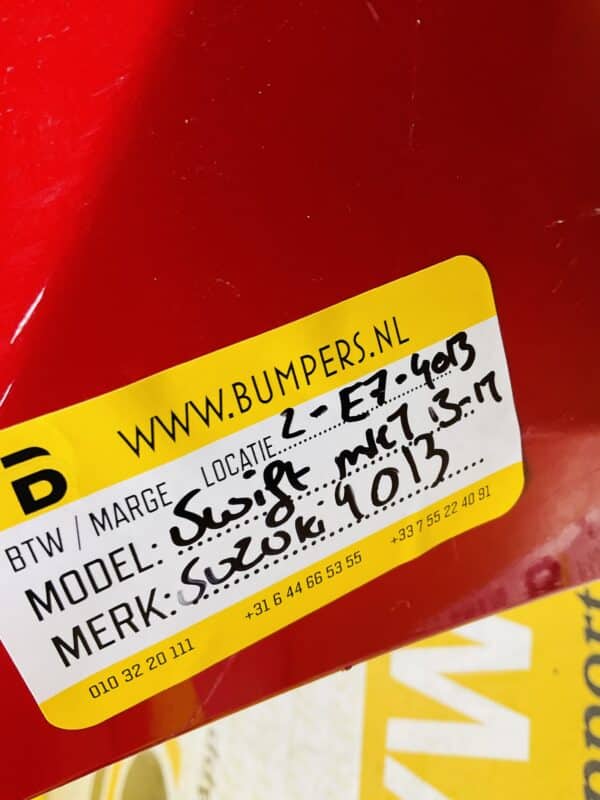 WWW.BUMPERS.NL
BTW / MARGE LOCATIE 2-E7-4013
MODEL: Swift 13-17
MERK: SUZUKI 4013
010 32 20 111 +31 6 44 66 53 55 +33 7 55 22 40 91